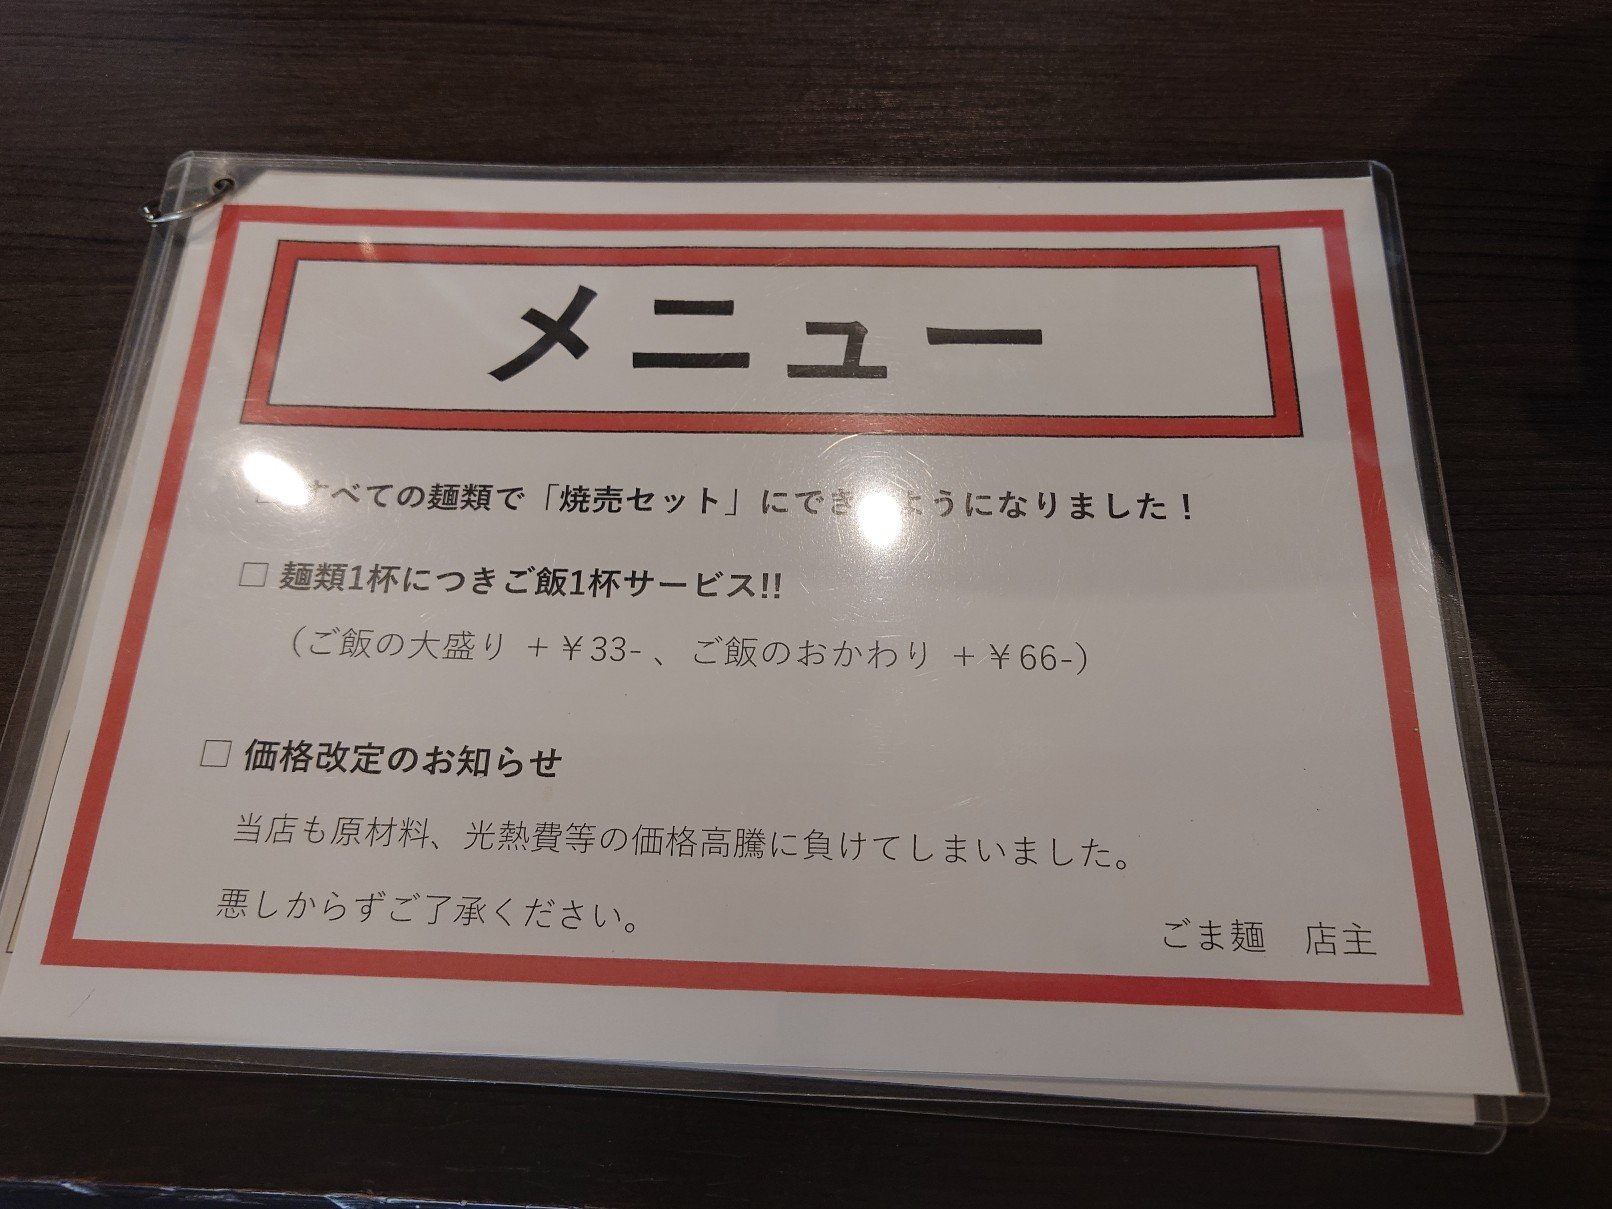 メニュー
□ すべての麺類で「焼売セット」にできるようになりました！
□ 麺類1杯につきご飯1杯サービス!!
（ご飯の大盛り ＋￥33-、ご飯のおかわり ＋￥66-）
□ 価格改定のお知らせ
当店も原材料、光熱費等の価格高騰に負けてしまいました。
悪しからずご了承ください。
ごま麺　店主